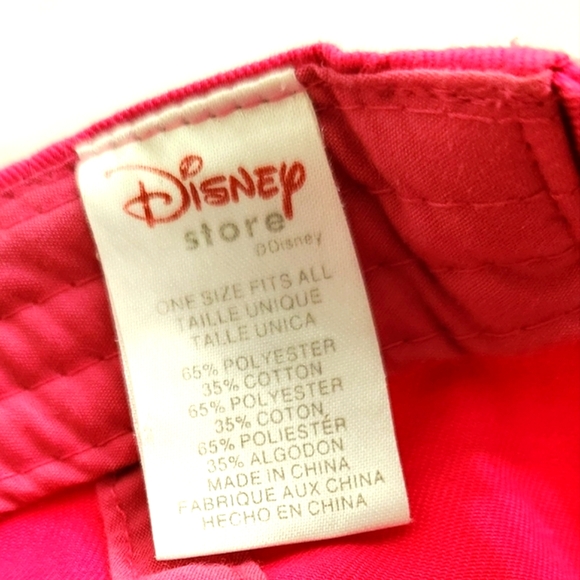 Disney
store
©Disney
ONE SIZE FITS ALL
TAILLE UNIQUE
TALLE UNICA
65% POLYESTER
35% COTTON
65% POLYESTER
35% COTON,
65% POLIESTER
35% ALGODON
MADE IN CHINA
FABRIQUE AUX CHINA
HECHO EN CHINA